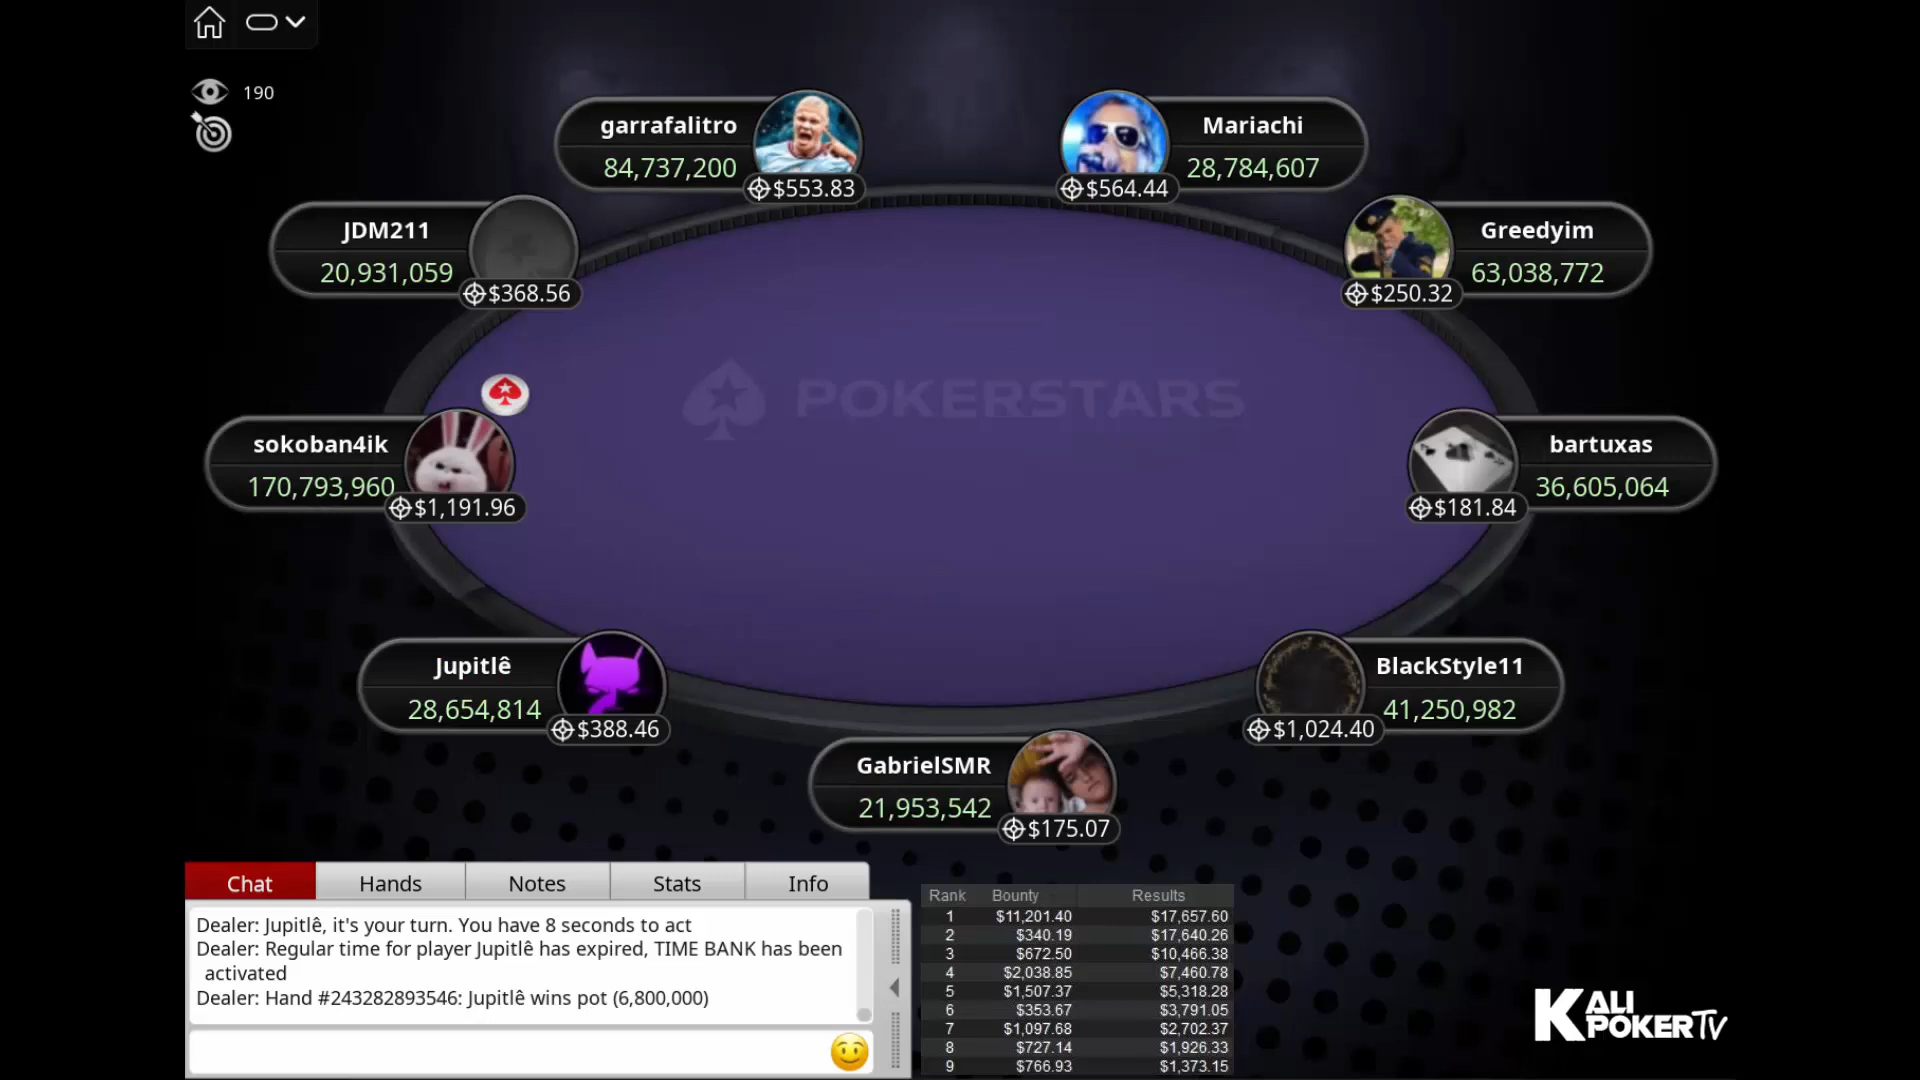 190
garrafalitro
84,737,200
$553.83
Mariachi
28,784,607
$564.44
JDM211
20,931,059
$368.56
Greedyim
63,038,772
$250.32
POKERSTARS
sokoban4ik
170,793,960
$1,191.96
bartuxas
36,605,064
$181.84
Jupitlê
28,654,814
$388.46
BlackStyle11
41,250,982
$1,024.40
GabrielSMR
21,953,542
$175.07
Chat Hands Notes Stats Info
Dealer: Jupitlê, it's your turn. You have 8 seconds to act
Dealer: Regular time for player Jupitlê has expired, TIME BANK has been
activated
Dealer: Hand #243282893546: Jupitlê wins pot (6,800,000)
Rank Bounty Results
1 $11,201.40 $17,657.60
2 $340.19 $17,640.26
3 $672.50 $10,466.38
4 $2,038.85 $7,460.78
5 $1,507.37 $5,318.28
6 $353.67 $3,791.05
7 $1,097.68 $2,702.37
8 $727.14 $1,926.33
9 $766.93 $1,373.15
KALI
POKERTV